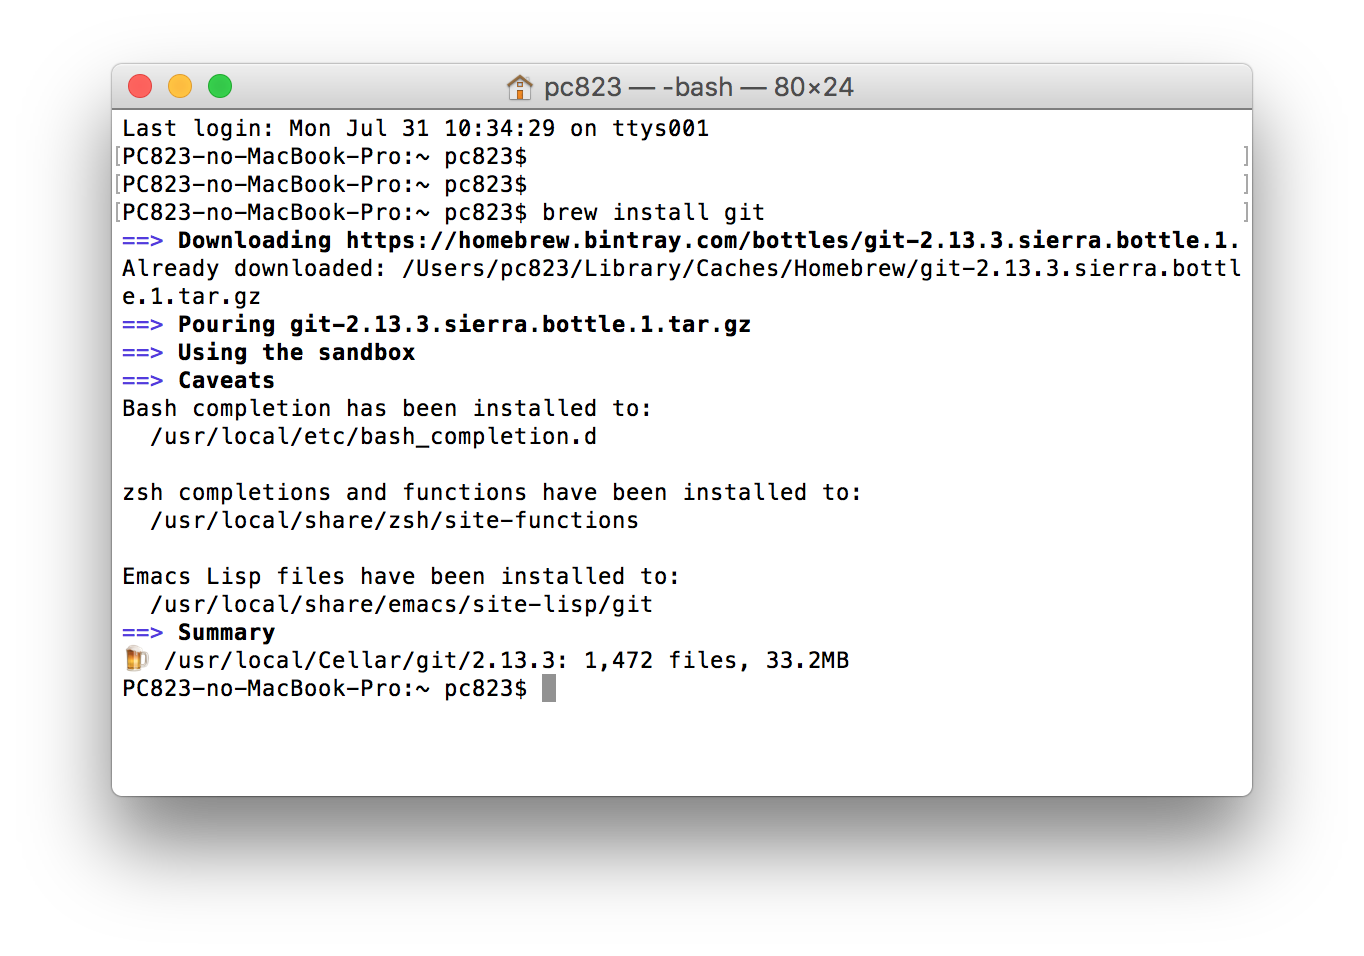 pc823 — -bash — 80×24
Last login: Mon Jul 31 10:34:29 on ttys001
[PC823-no-MacBook-Pro:~ pc823$ ]
[PC823-no-MacBook-Pro:~ pc823$ ]
[PC823-no-MacBook-Pro:~ pc823$ brew install git ]
==> Downloading https://homebrew.bintray.com/bottles/git-2.13.3.sierra.bottle.1.
Already downloaded: /Users/pc823/Library/Caches/Homebrew/git-2.13.3.sierra.bottl
e.1.tar.gz
==> Pouring git-2.13.3.sierra.bottle.1.tar.gz
==> Using the sandbox
==> Caveats
Bash completion has been installed to:
  /usr/local/etc/bash_completion.d
zsh completions and functions have been installed to:
  /usr/local/share/zsh/site-functions
Emacs Lisp files have been installed to:
  /usr/local/share/emacs/site-lisp/git
==> Summary
🍺 /usr/local/Cellar/git/2.13.3: 1,472 files, 33.2MB
PC823-no-MacBook-Pro:~ pc823$